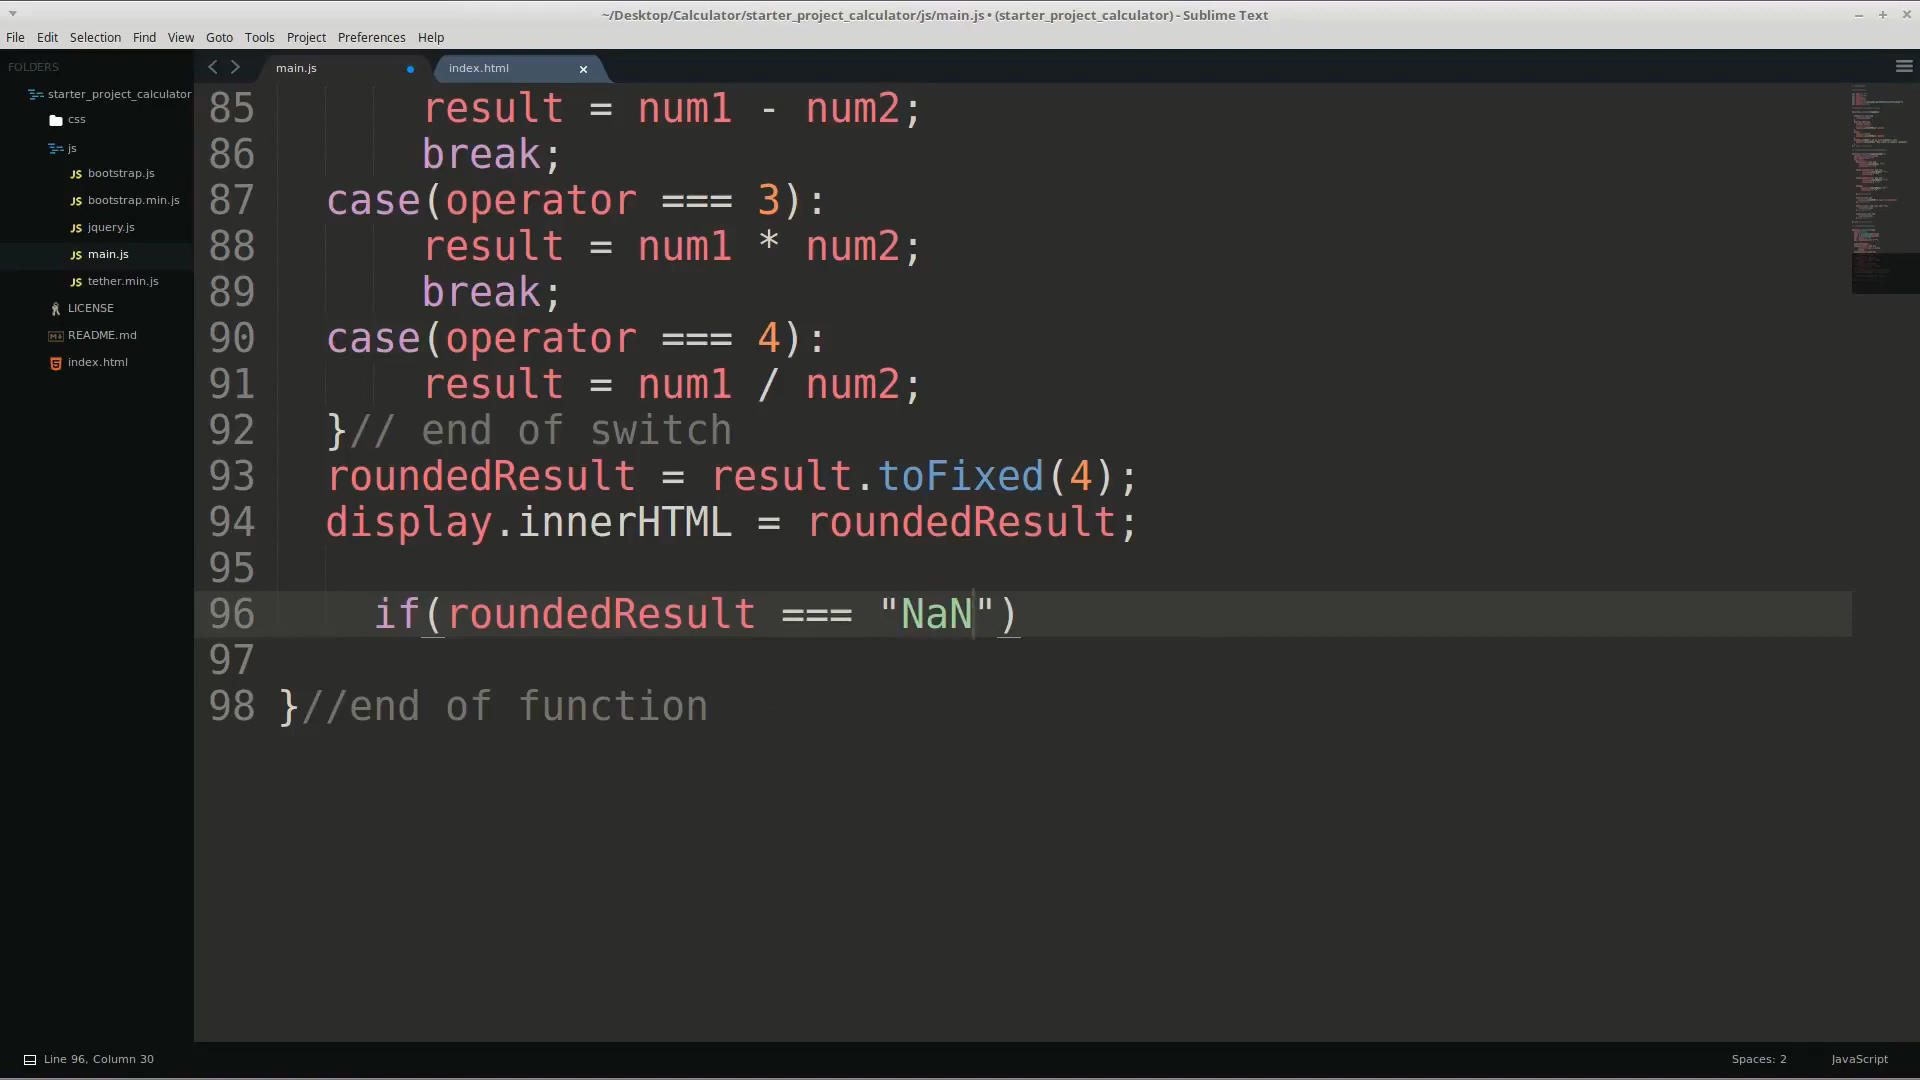 ~/Desktop/Calculator/starter_project_calculator/js/main.js • (starter_project_calculator) - Sublime Text
File Edit Selection Find View Goto Tools Project Preferences Help
FOLDERS
starter_project_calculator
css
js
JS bootstrap.js
JS bootstrap.min.js
JS jquery.js
JS main.js
JS tether.min.js
LICENSE
README.md
index.html
main.js index.html
85 result = num1 - num2;
86 break;
87 case(operator === 3):
88 result = num1 * num2;
89 break;
90 case(operator === 4):
91 result = num1 / num2;
92 }// end of switch
93 roundedResult = result.toFixed(4);
94 display.innerHTML = roundedResult;
95
96 if(roundedResult === "NaN")
97
98 }//end of function
Line 96, Column 30 Spaces: 2 JavaScript